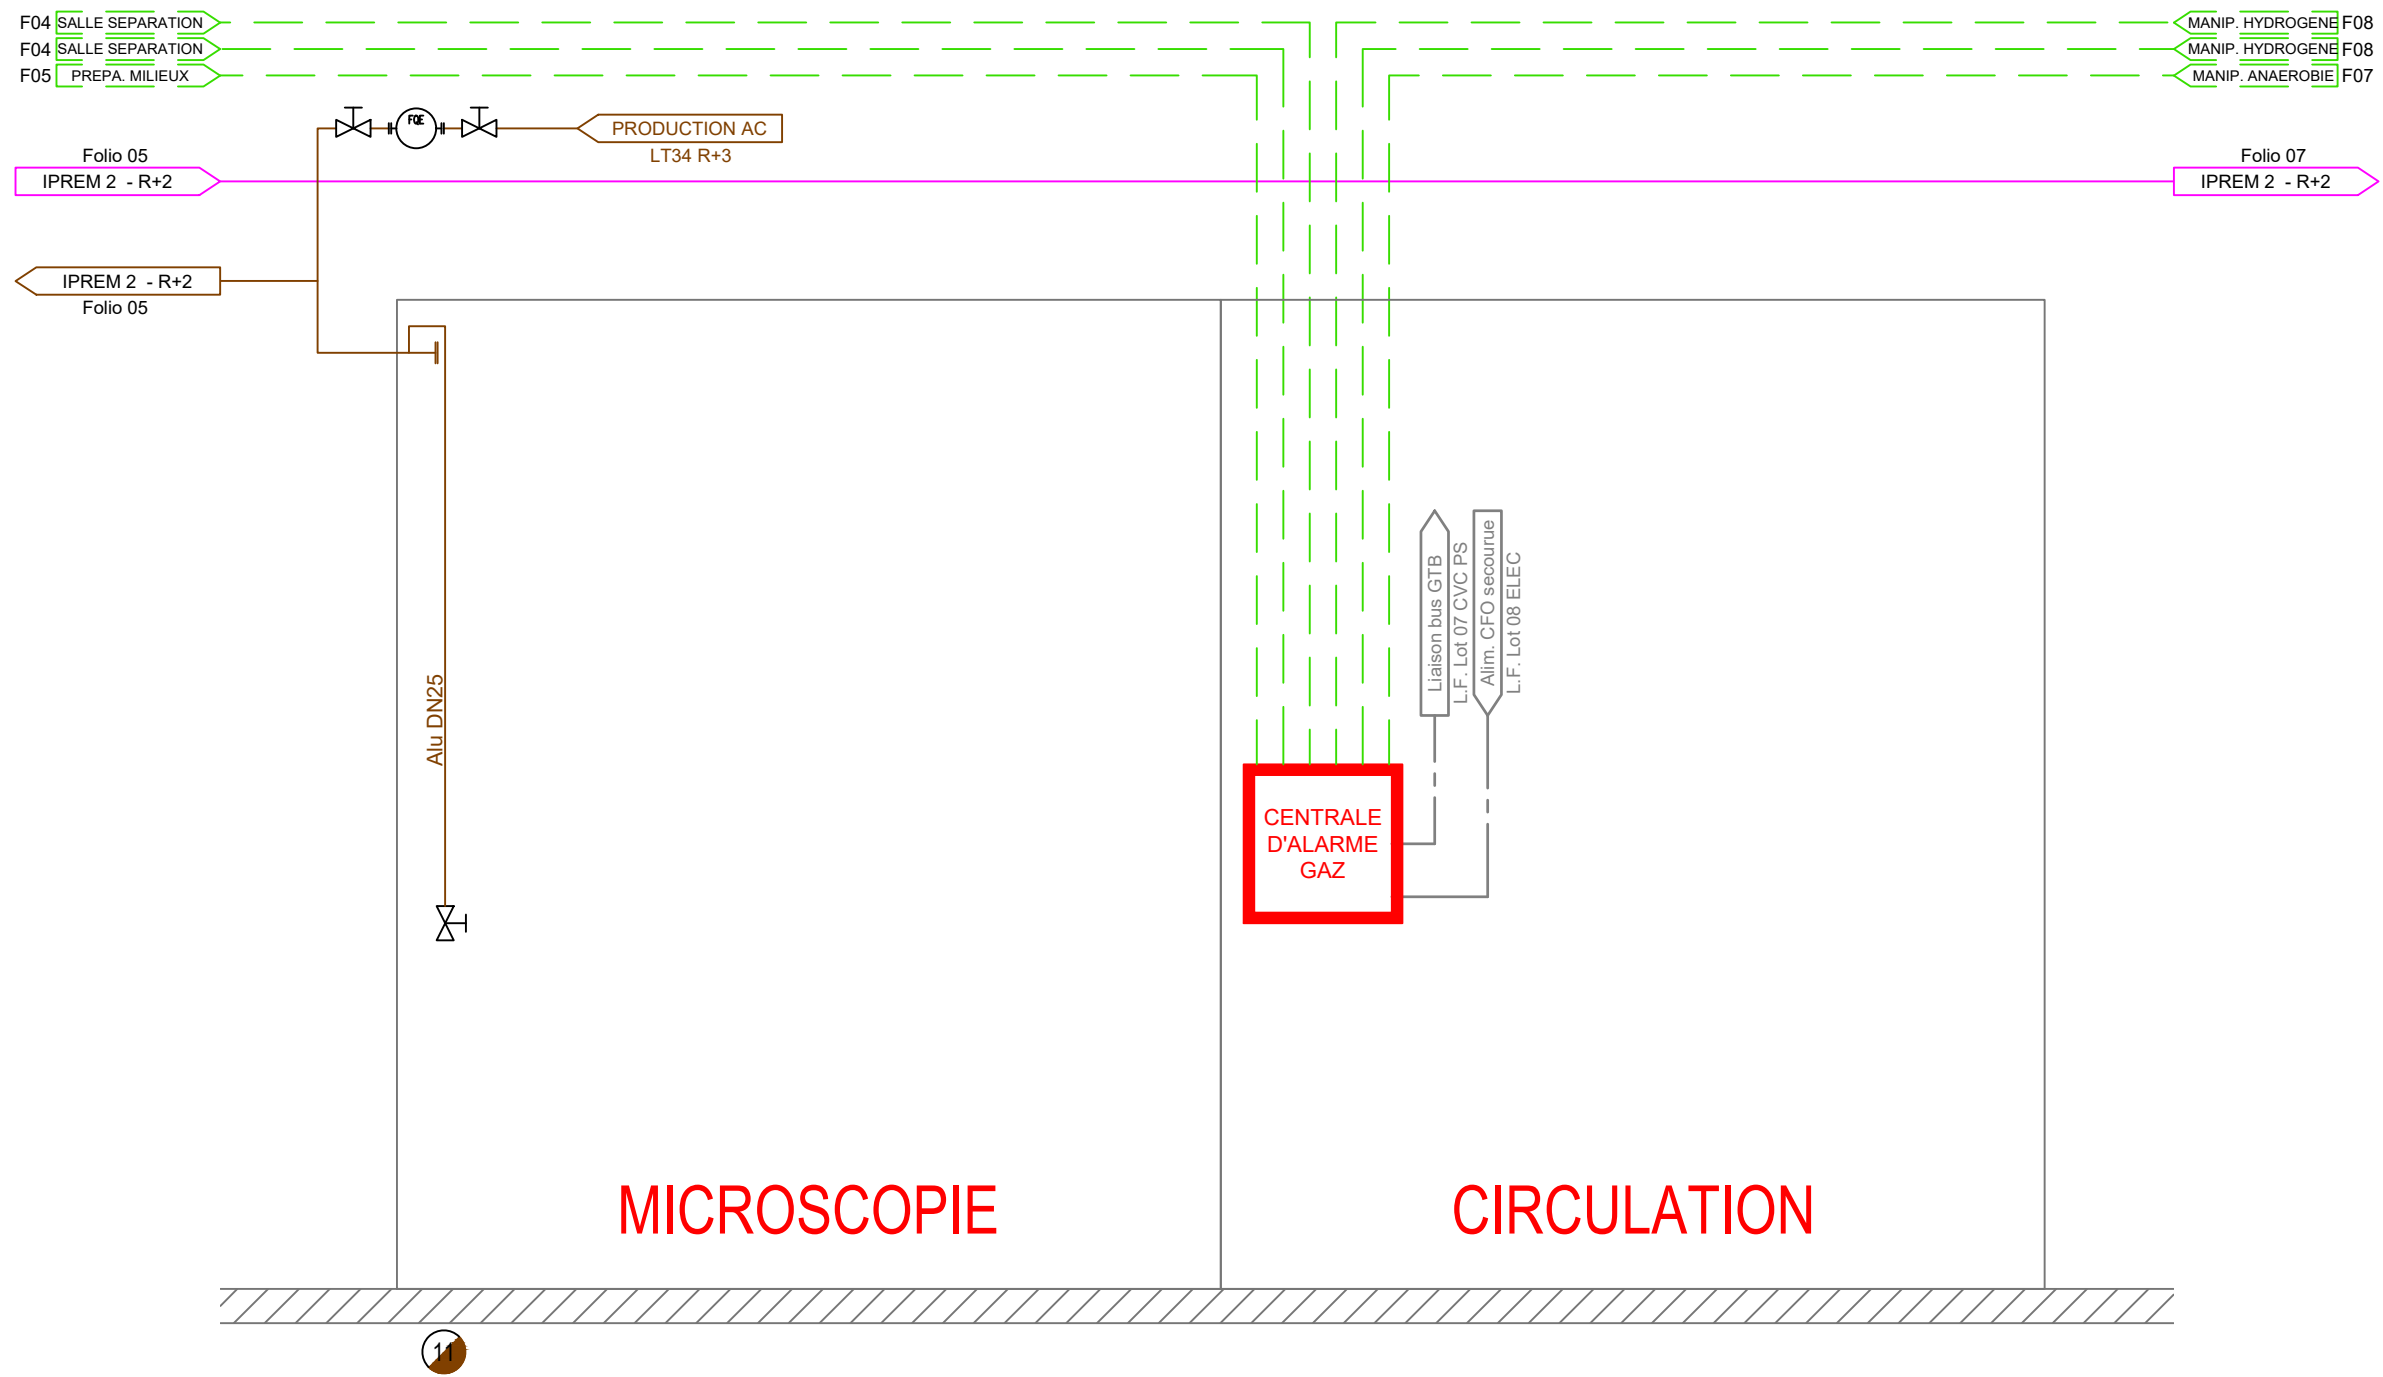 F04 SALLE SEPARATION
F04 SALLE SEPARATION
F05 PREPA. MILIEUX
MANIP. HYDROGENE F08
MANIP. HYDROGENE F08
MANIP. ANAEROBIE F07
FQE
PRODUCTION AC
LT34 R+3
Folio 05
IPREM 2 - R+2
Folio 07
IPREM 2 - R+2
IPREM 2 - R+2
Folio 05
Alu DN25
Liaison bus GTB
L.F. Lot 07 CVC PS
Alim. CFO secourue
L.F. Lot 08 ELEC
CENTRALE
D'ALARME
GAZ
MICROSCOPIE
CIRCULATION
11